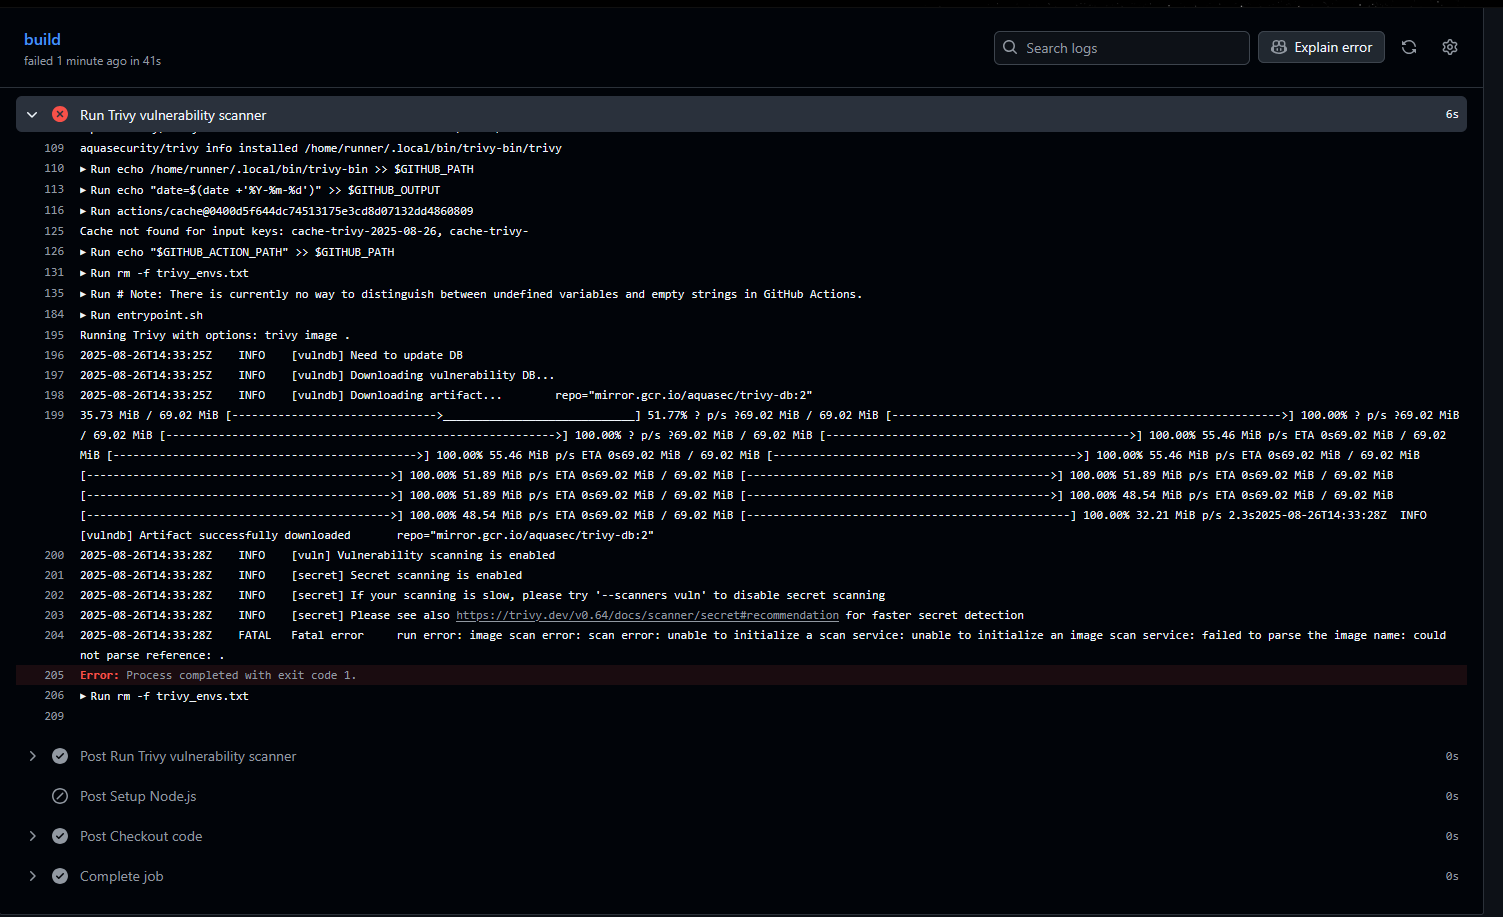 build
failed 1 minute ago in 41s
Search logs
Explain error
Run Trivy vulnerability scanner
6s
109 aquasecurity/trivy info installed /home/runner/.local/bin/trivy-bin/trivy
110 ▶ Run echo /home/runner/.local/bin/trivy-bin >> $GITHUB_PATH
113 ▶ Run echo "date=$(date +'%Y-%m-%d')" >> $GITHUB_OUTPUT
116 ▶ Run actions/cache@0400d5f644dc74513175e3cd8d07132dd4860809
125 Cache not found for input keys: cache-trivy-2025-08-26, cache-trivy-
126 ▶ Run echo "$GITHUB_ACTION_PATH" >> $GITHUB_PATH
131 ▶ Run rm -f trivy_envs.txt
135 ▶ Run # Note: There is currently no way to distinguish between undefined variables and empty strings in GitHub Actions.
184 ▶ Run entrypoint.sh
195 Running Trivy with options: trivy image .
196 2025-08-26T14:33:25Z INFO [vulndb] Need to update DB
197 2025-08-26T14:33:25Z INFO [vulndb] Downloading vulnerability DB...
198 2025-08-26T14:33:25Z INFO [vulndb] Downloading artifact... repo="mirror.gcr.io/aquasec/trivy-db:2"
199 35.73 MiB / 69.02 MiB [------------------------------->_____________________________] 51.77% ? p/s ?69.02 MiB / 69.02 MiB [----------------------------------------------------------->] 100.00% ? p/s ?69.02 MiB
/ 69.02 MiB [----------------------------------------------------------->] 100.00% ? p/s ?69.02 MiB / 69.02 MiB [---------------------------------------------->] 100.00% 55.46 MiB p/s ETA 0s69.02 MiB / 69.02
MiB [---------------------------------------------->] 100.00% 55.46 MiB p/s ETA 0s69.02 MiB / 69.02 MiB [---------------------------------------------->] 100.00% 55.46 MiB p/s ETA 0s69.02 MiB / 69.02 MiB
[---------------------------------------------->] 100.00% 51.89 MiB p/s ETA 0s69.02 MiB / 69.02 MiB [---------------------------------------------->] 100.00% 51.89 MiB p/s ETA 0s69.02 MiB / 69.02 MiB
[---------------------------------------------->] 100.00% 51.89 MiB p/s ETA 0s69.02 MiB / 69.02 MiB [---------------------------------------------->] 100.00% 48.54 MiB p/s ETA 0s69.02 MiB / 69.02 MiB
[---------------------------------------------->] 100.00% 48.54 MiB p/s ETA 0s69.02 MiB / 69.02 MiB [-------------------------------------------------] 100.00% 32.21 MiB p/s 2.3s2025-08-26T14:33:28Z INFO
[vulndb] Artifact successfully downloaded repo="mirror.gcr.io/aquasec/trivy-db:2"
200 2025-08-26T14:33:28Z INFO [vuln] Vulnerability scanning is enabled
201 2025-08-26T14:33:28Z INFO [secret] Secret scanning is enabled
202 2025-08-26T14:33:28Z INFO [secret] If your scanning is slow, please try '--scanners vuln' to disable secret scanning
203 2025-08-26T14:33:28Z INFO [secret] Please see also https://trivy.dev/v0.64/docs/scanner/secret#recommendation for faster secret detection
204 2025-08-26T14:33:28Z FATAL Fatal error run error: image scan error: scan error: unable to initialize a scan service: unable to initialize an image scan service: failed to parse the image name: could
not parse reference: .
205 Error: Process completed with exit code 1.
206 ▶ Run rm -f trivy_envs.txt
209
Post Run Trivy vulnerability scanner
0s
Post Setup Node.js
0s
Post Checkout code
0s
Complete job
0s